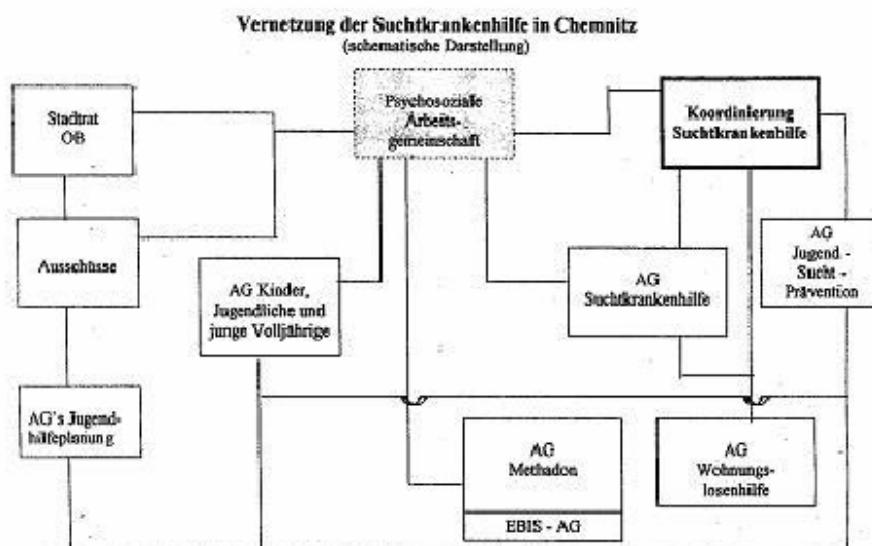 Vernetzung der Suchtkrankenhilfe in Chemnitz
(schematische Darstellung)
Stadtrat
OB
Psychosoziale
Arbeits-
gemeinschaft
Koordinierung
Suchtkrankenhilfe
Ausschüsse
AG Kinder,
Jugendliche und
junge Volljährige
AG
Suchtkrankenhilfe
AG
Jugend -
Sucht -
Prävention
AG's Jugend-
hilfeplanung
AG
Methadon
EBIS - AG
AG
Wohnungs-
losenhilfe